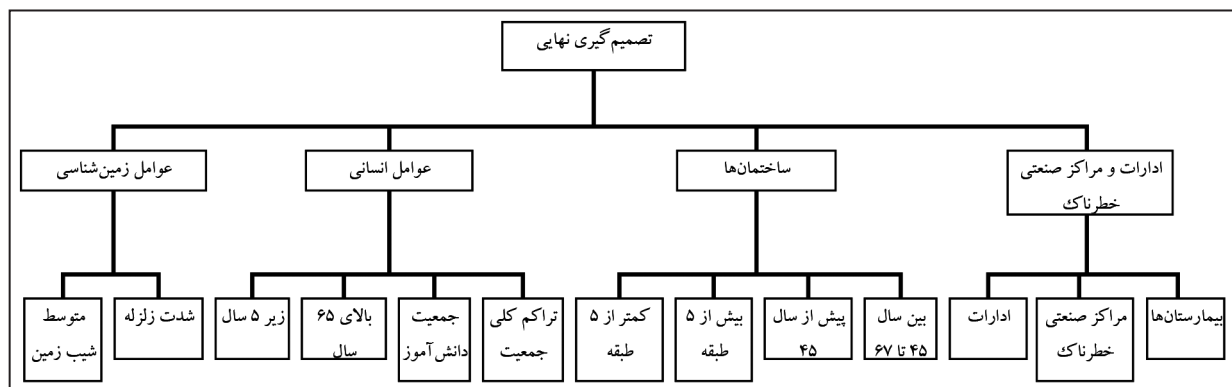 تصمیم‌گیری نهایی
ادارات و مراکز صنعتی
خطرناک
ساختمان‌ها
عوامل انسانی
عوامل زمین‌شناسی
بیمارستان‌ها
مراکز صنعتی
خطرناک
ادارات
بین سال
۴۵ تا ۶۷
پیش از سال
۴۵
بیش از ۵
طبقه
کمتر از ۵
طبقه
تراکم کلی
جمعیت
جمعیت
دانش‌آموز
بالای ۶۵
سال
زیر ۵ سال
شدت زلزله
متوسط
شیب زمین